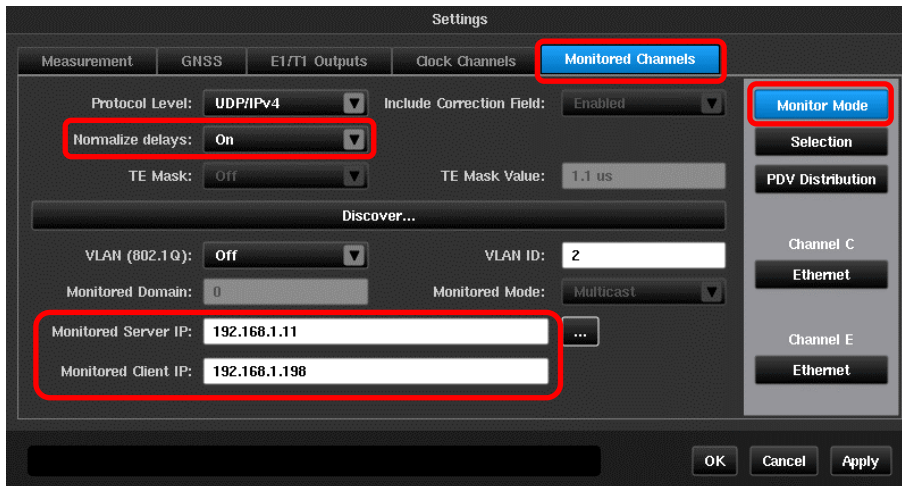 Settings
Measurement GNSS E1/T1 Outputs Clock Channels Monitored Channels
Protocol Level: UDP/IPv4 Include Correction Field: Enabled
Normalize delays: On
TE Mask: Off TE Mask Value: 1.1 us
Discover...
VLAN (802.1Q): Off VLAN ID: 2
Monitored Domain: 0 Monitored Mode: Multicast
Monitored Server IP: 192.168.1.11 ...
Monitored Client IP: 192.168.1.198
Monitor Mode
Selection
PDV Distribution
Channel C
Ethernet
Channel E
Ethernet
OK Cancel Apply